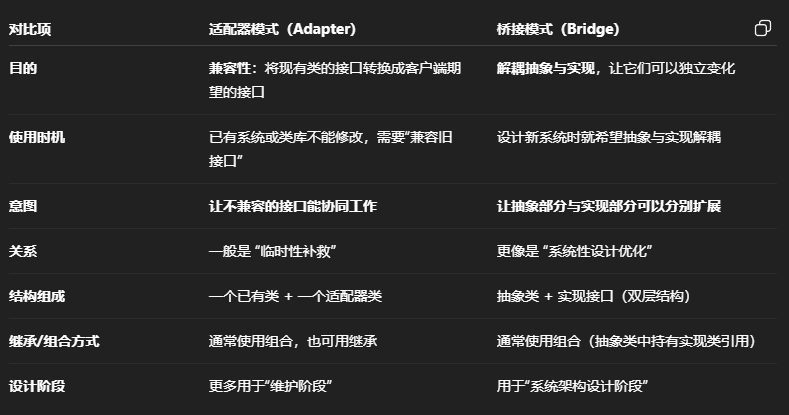 对比项 适配器模式（Adapter） 桥接模式（Bridge）
目的 兼容性：将现有类的接口转换成客户端期 解耦抽象与实现，让它们可以独立变化
望的接口
使用时机 已有系统或类库不能修改，需要“兼容旧 设计新系统时就希望抽象与实现解耦
接口”
意图 让不兼容的接口能协同工作 让抽象部分与实现部分可以分别扩展
关系 一般是 “临时性补救” 更像是 “系统性设计优化”
结构组成 一个已有类 + 一个适配器类 抽象类 + 实现接口（双层结构）
继承/组合方式 通常使用组合，也可用继承 通常使用组合（抽象类中持有实现类引用）
设计阶段 更多用于“维护阶段” 用于“系统架构设计阶段”